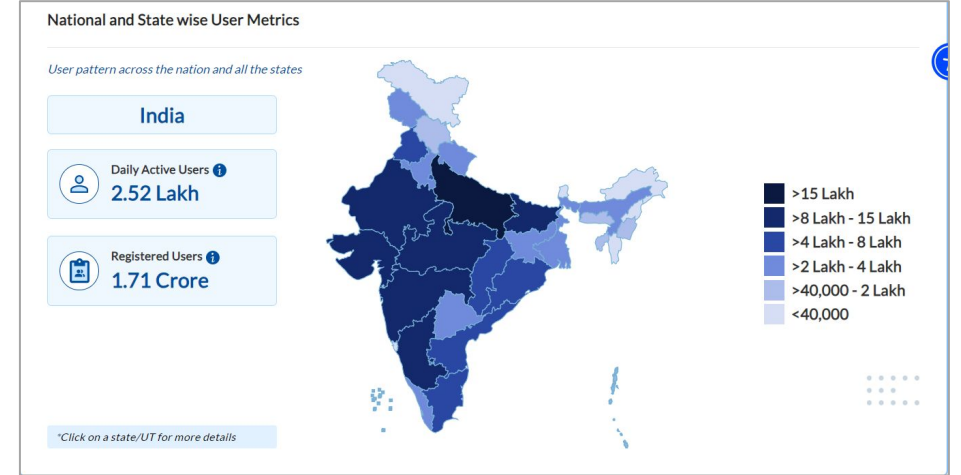 National and State wise User Metrics
User pattern across the nation and all the states
India
Daily Active Users
2.52 Lakh
Registered Users
1.71 Crore
*Click on a state/UT for more details
>15 Lakh
>8 Lakh - 15 Lakh
>4 Lakh - 8 Lakh
>2 Lakh - 4 Lakh
>40,000 - 2 Lakh
<40,000